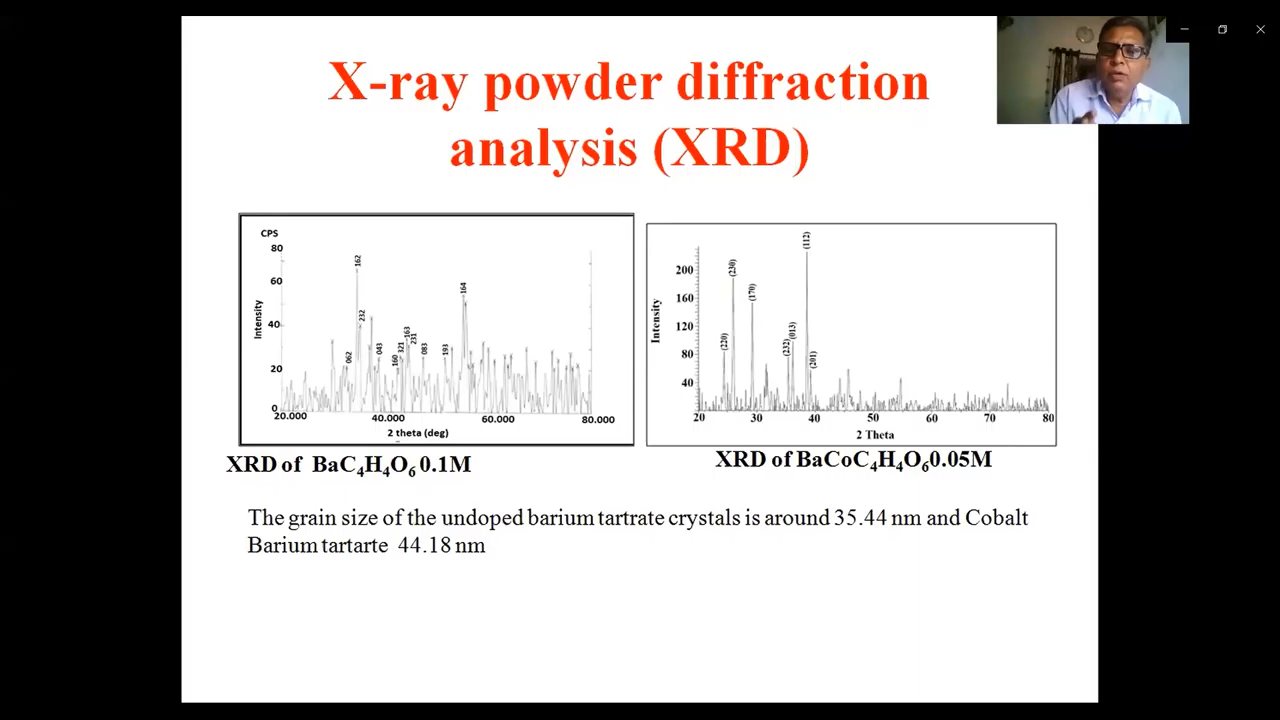 X-ray powder diffraction
analysis (XRD)
CPS
80
60
40
20
0
Intensity
162
232
062
043
160
321
163
231
083
193
164
20.000 40.000 60.000 80.000
2 theta (deg)
XRD of BaC₄H₄O₆ 0.1M
200
160
120
80
40
Intensity
(220)
(230)
(170)
(232)
(013)
(112)
(201)
20 30 40 50 60 70 80
2 Theta
XRD of BaCoC₄H₄O₆0.05M
The grain size of the undoped barium tartrate crystals is around 35.44 nm and Cobalt
Barium tartarte 44.18 nm